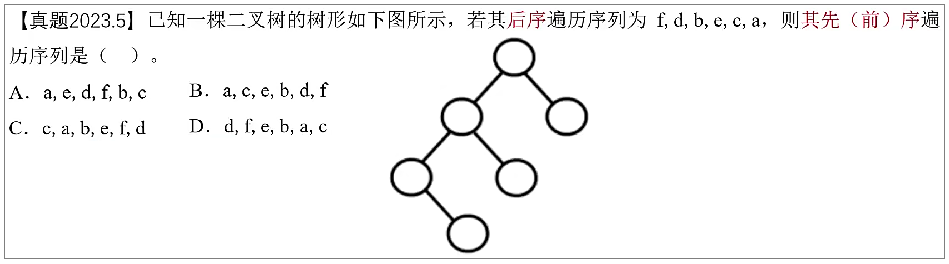 【真题2023.5】已知一棵二叉树的树形如下图所示，若其后序遍历序列为 f, d, b, e, c, a，则其先（前）序遍
历序列是（　）。
A．a, e, d, f, b, c　　B．a, c, e, b, d, f
C．c, a, b, e, f, d　　D．d, f, e, b, a, c